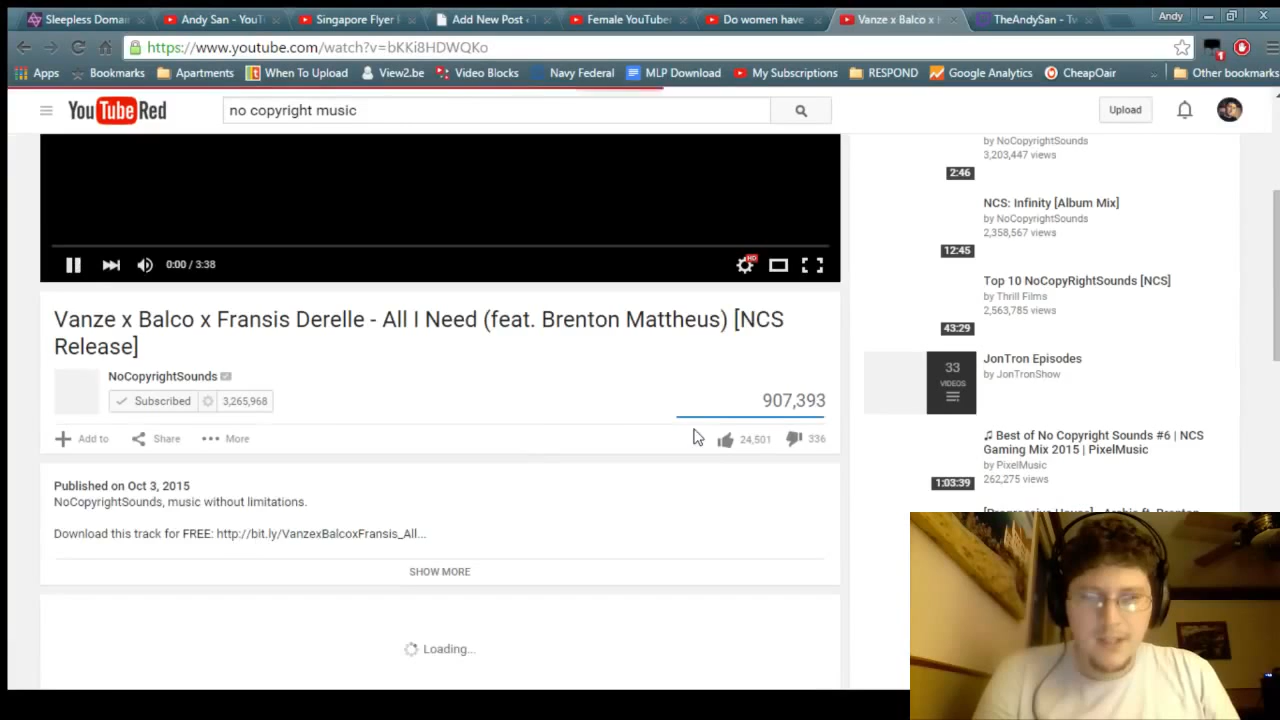 Sleepless Doma
Andy San - YouT
Singapore Flyer
Add New Post ‹
Female YouTuber
Do women have
Vanze x Balco x
TheAndySan - Tw
Andy
https://www.youtube.com/watch?v=bKKi8HDWQKo
1
Apps
Bookmarks
Apartments
When To Upload
View2.be
Video Blocks
Navy Federal
MLP Download
My Subscriptions
RESPOND
Google Analytics
CheapOair
»
Other bookmarks
YouTube Red
no copyright music
Upload
by NoCopyrightSounds
3,203,447 views
2:46
NCS: Infinity [Album Mix]
by NoCopyrightSounds
2,358,567 views
12:45
Top 10 NoCopyRightSounds [NCS]
by Thrill Films
2,563,785 views
43:29
33
VIDEOS
JonTron Episodes
by JonTronShow
♫ Best of No Copyright Sounds #6 | NCS
Gaming Mix 2015 | PixelMusic
by PixelMusic
262,275 views
1:03:39
0:00 / 3:38
HD
Vanze x Balco x Fransis Derelle - All I Need (feat. Brenton Mattheus) [NCS
Release]
NoCopyrightSounds
Subscribed
3,265,968
907,393
Add to
Share
More
24,501
336
Published on Oct 3, 2015
NoCopyrightSounds, music without limitations.
Download this track for FREE: http://bit.ly/VanzexBalcoxFransis_All...
SHOW MORE
Loading...